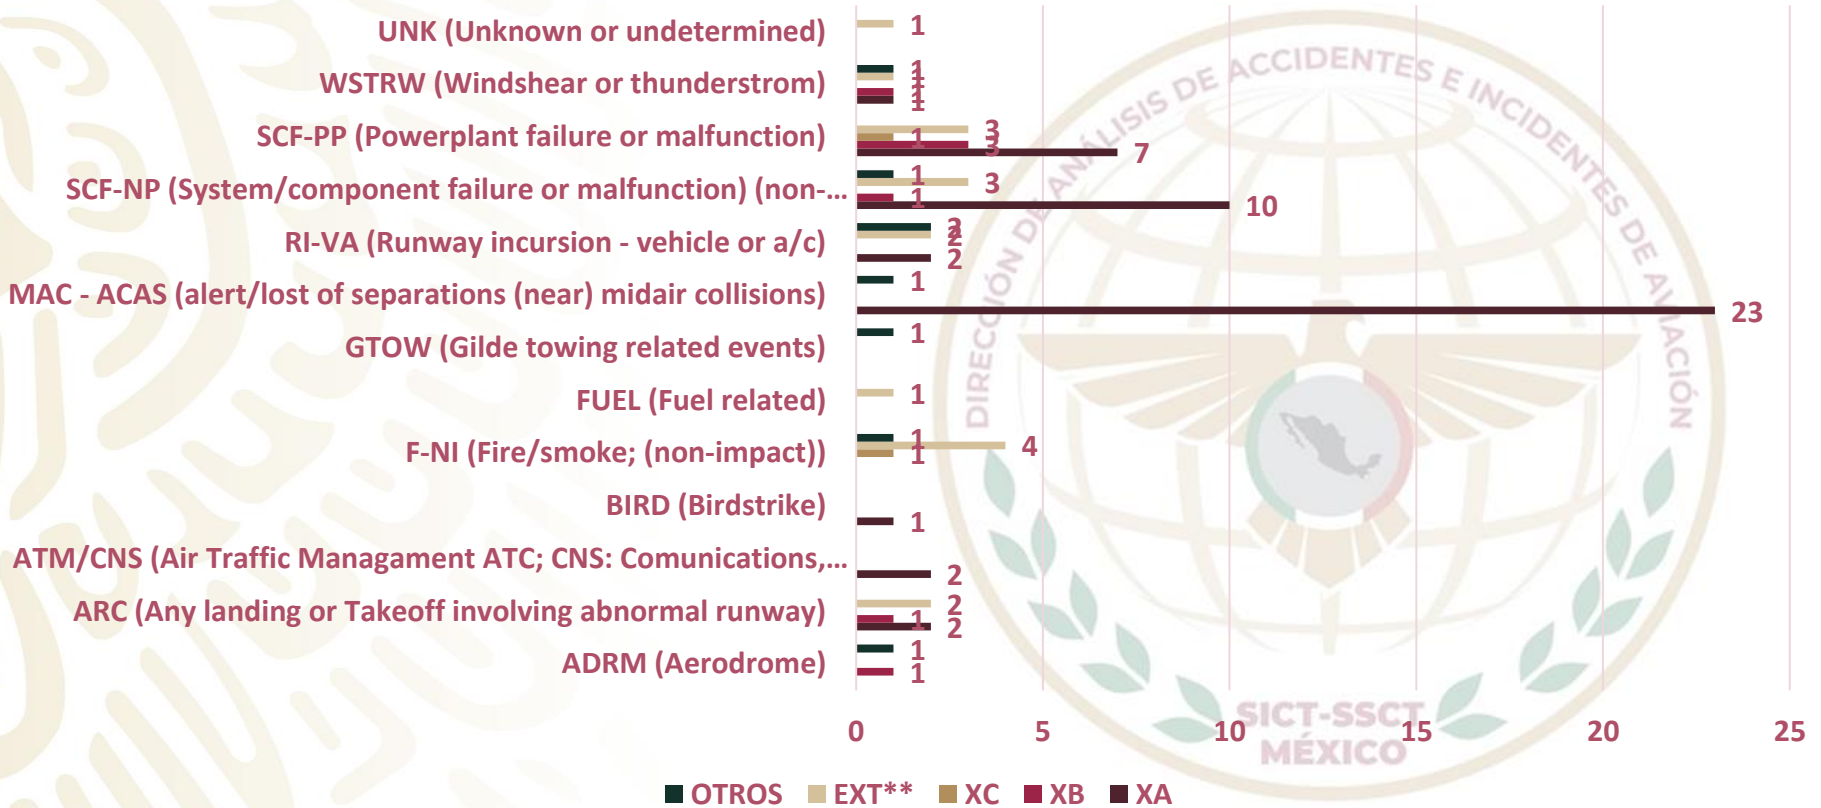 UNK (Unknown or undetermined)
1
WSTRW (Windshear or thunderstrom)
1
1
1
1
SCF-PP (Powerplant failure or malfunction)
3
1
3
7
SCF-NP (System/component failure or malfunction) (non-...
1
3
1
10
RI-VA (Runway incursion - vehicle or a/c)
2
2
2
MAC - ACAS (alert/lost of separations (near) midair collisions)
1
23
GTOW (Gilde towing related events)
1
FUEL (Fuel related)
1
F-NI (Fire/smoke; (non-impact))
1
4
1
BIRD (Birdstrike)
1
ATM/CNS (Air Traffic Managament ATC; CNS: Comunications,...
2
ARC (Any landing or Takeoff involving abnormal runway)
2
1
2
ADRM (Aerodrome)
1
1
0 5 10 15 20 25
OTROS EXT** XC XB XA
DIRECCIÓN DE ANÁLISIS DE ACCIDENTES E INCIDENTES DE AVIACIÓN
SICT-SSCT
MÉXICO